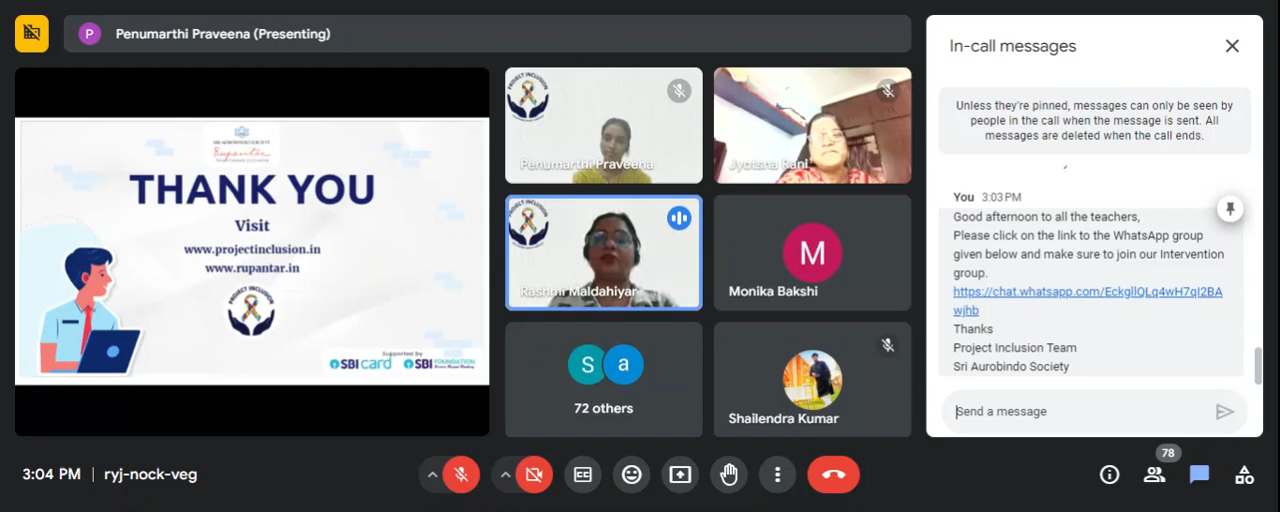 P Penumarthi Praveena (Presenting)
SRI AUROBINDO SOCIETY
Rupantar
THANK YOU
Visit
www.projectinclusion.in
www.rupantar.in
PROJECT INCLUSION
Supported by
SBI card SBI FOUNDATION
PROJECT INCLUSION
Penumarthi Praveena
Jyotsna Rani
PROJECT INCLUSION
Rashmi Maldahiyar
M
Monika Bakshi
S a
72 others
Shailendra Kumar
In-call messages
Unless they're pinned, messages can only be seen by
people in the call when the message is sent. All
messages are deleted when the call ends.
You 3:03 PM
Good afternoon to all the teachers,
Please click on the link to the WhatsApp group
given below and make sure to join our Intervention
group.
https://chat.whatsapp.com/EckgllQLq4wH7ql2BA
wjhb
Thanks
Project Inclusion Team
Sri Aurobindo Society
Send a message
3:04 PM | ryj-nock-veg
78